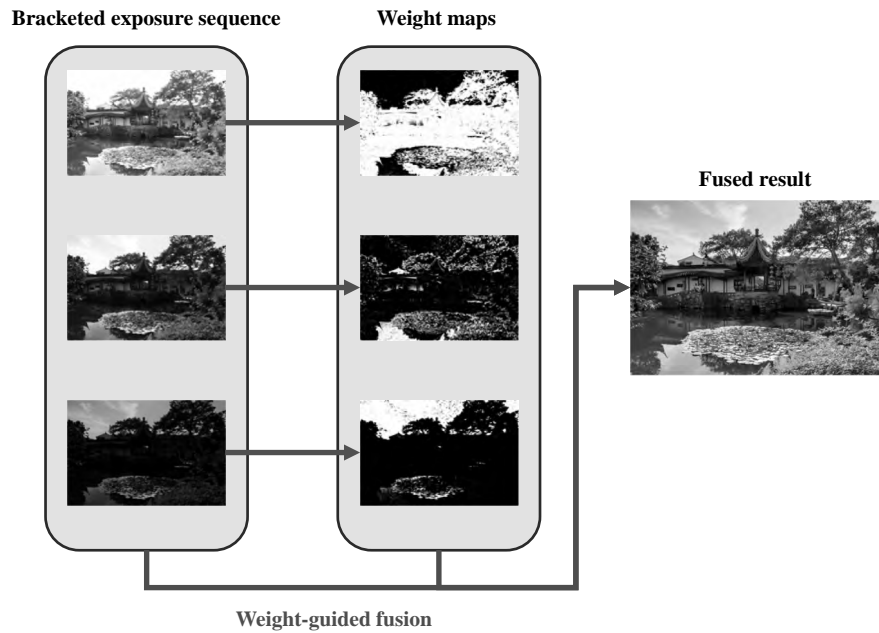 Bracketed exposure sequence
Weight maps
Fused result
Weight-guided fusion